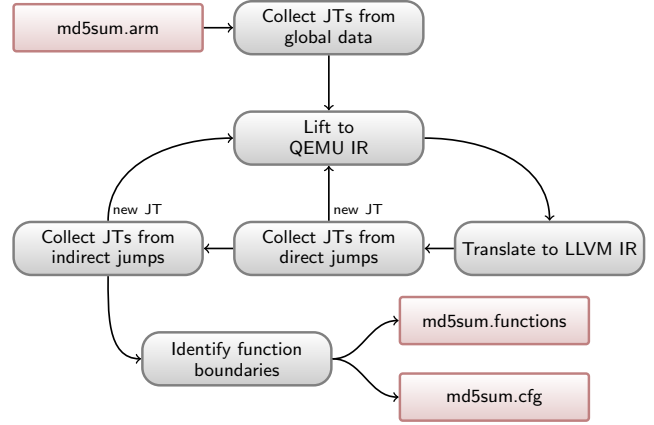 md5sum.arm
Collect JTs from
global data
Lift to
QEMU IR
new JT
new JT
Collect JTs from
indirect jumps
Collect JTs from
direct jumps
Translate to LLVM IR
Identify function
boundaries
md5sum.functions
md5sum.cfg